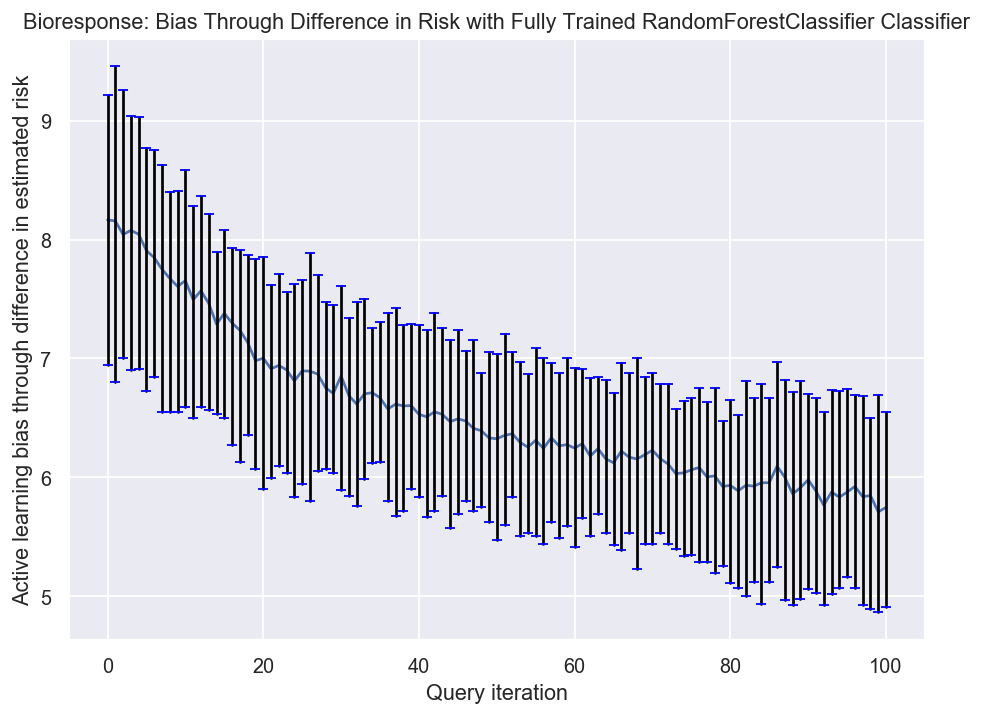 Bioresponse: Bias Through Difference in Risk with Fully Trained RandomForestClassifier Classifier
Active learning bias through difference in estimated risk
9
8
7
6
5
0 20 40 60 80 100
Query iteration